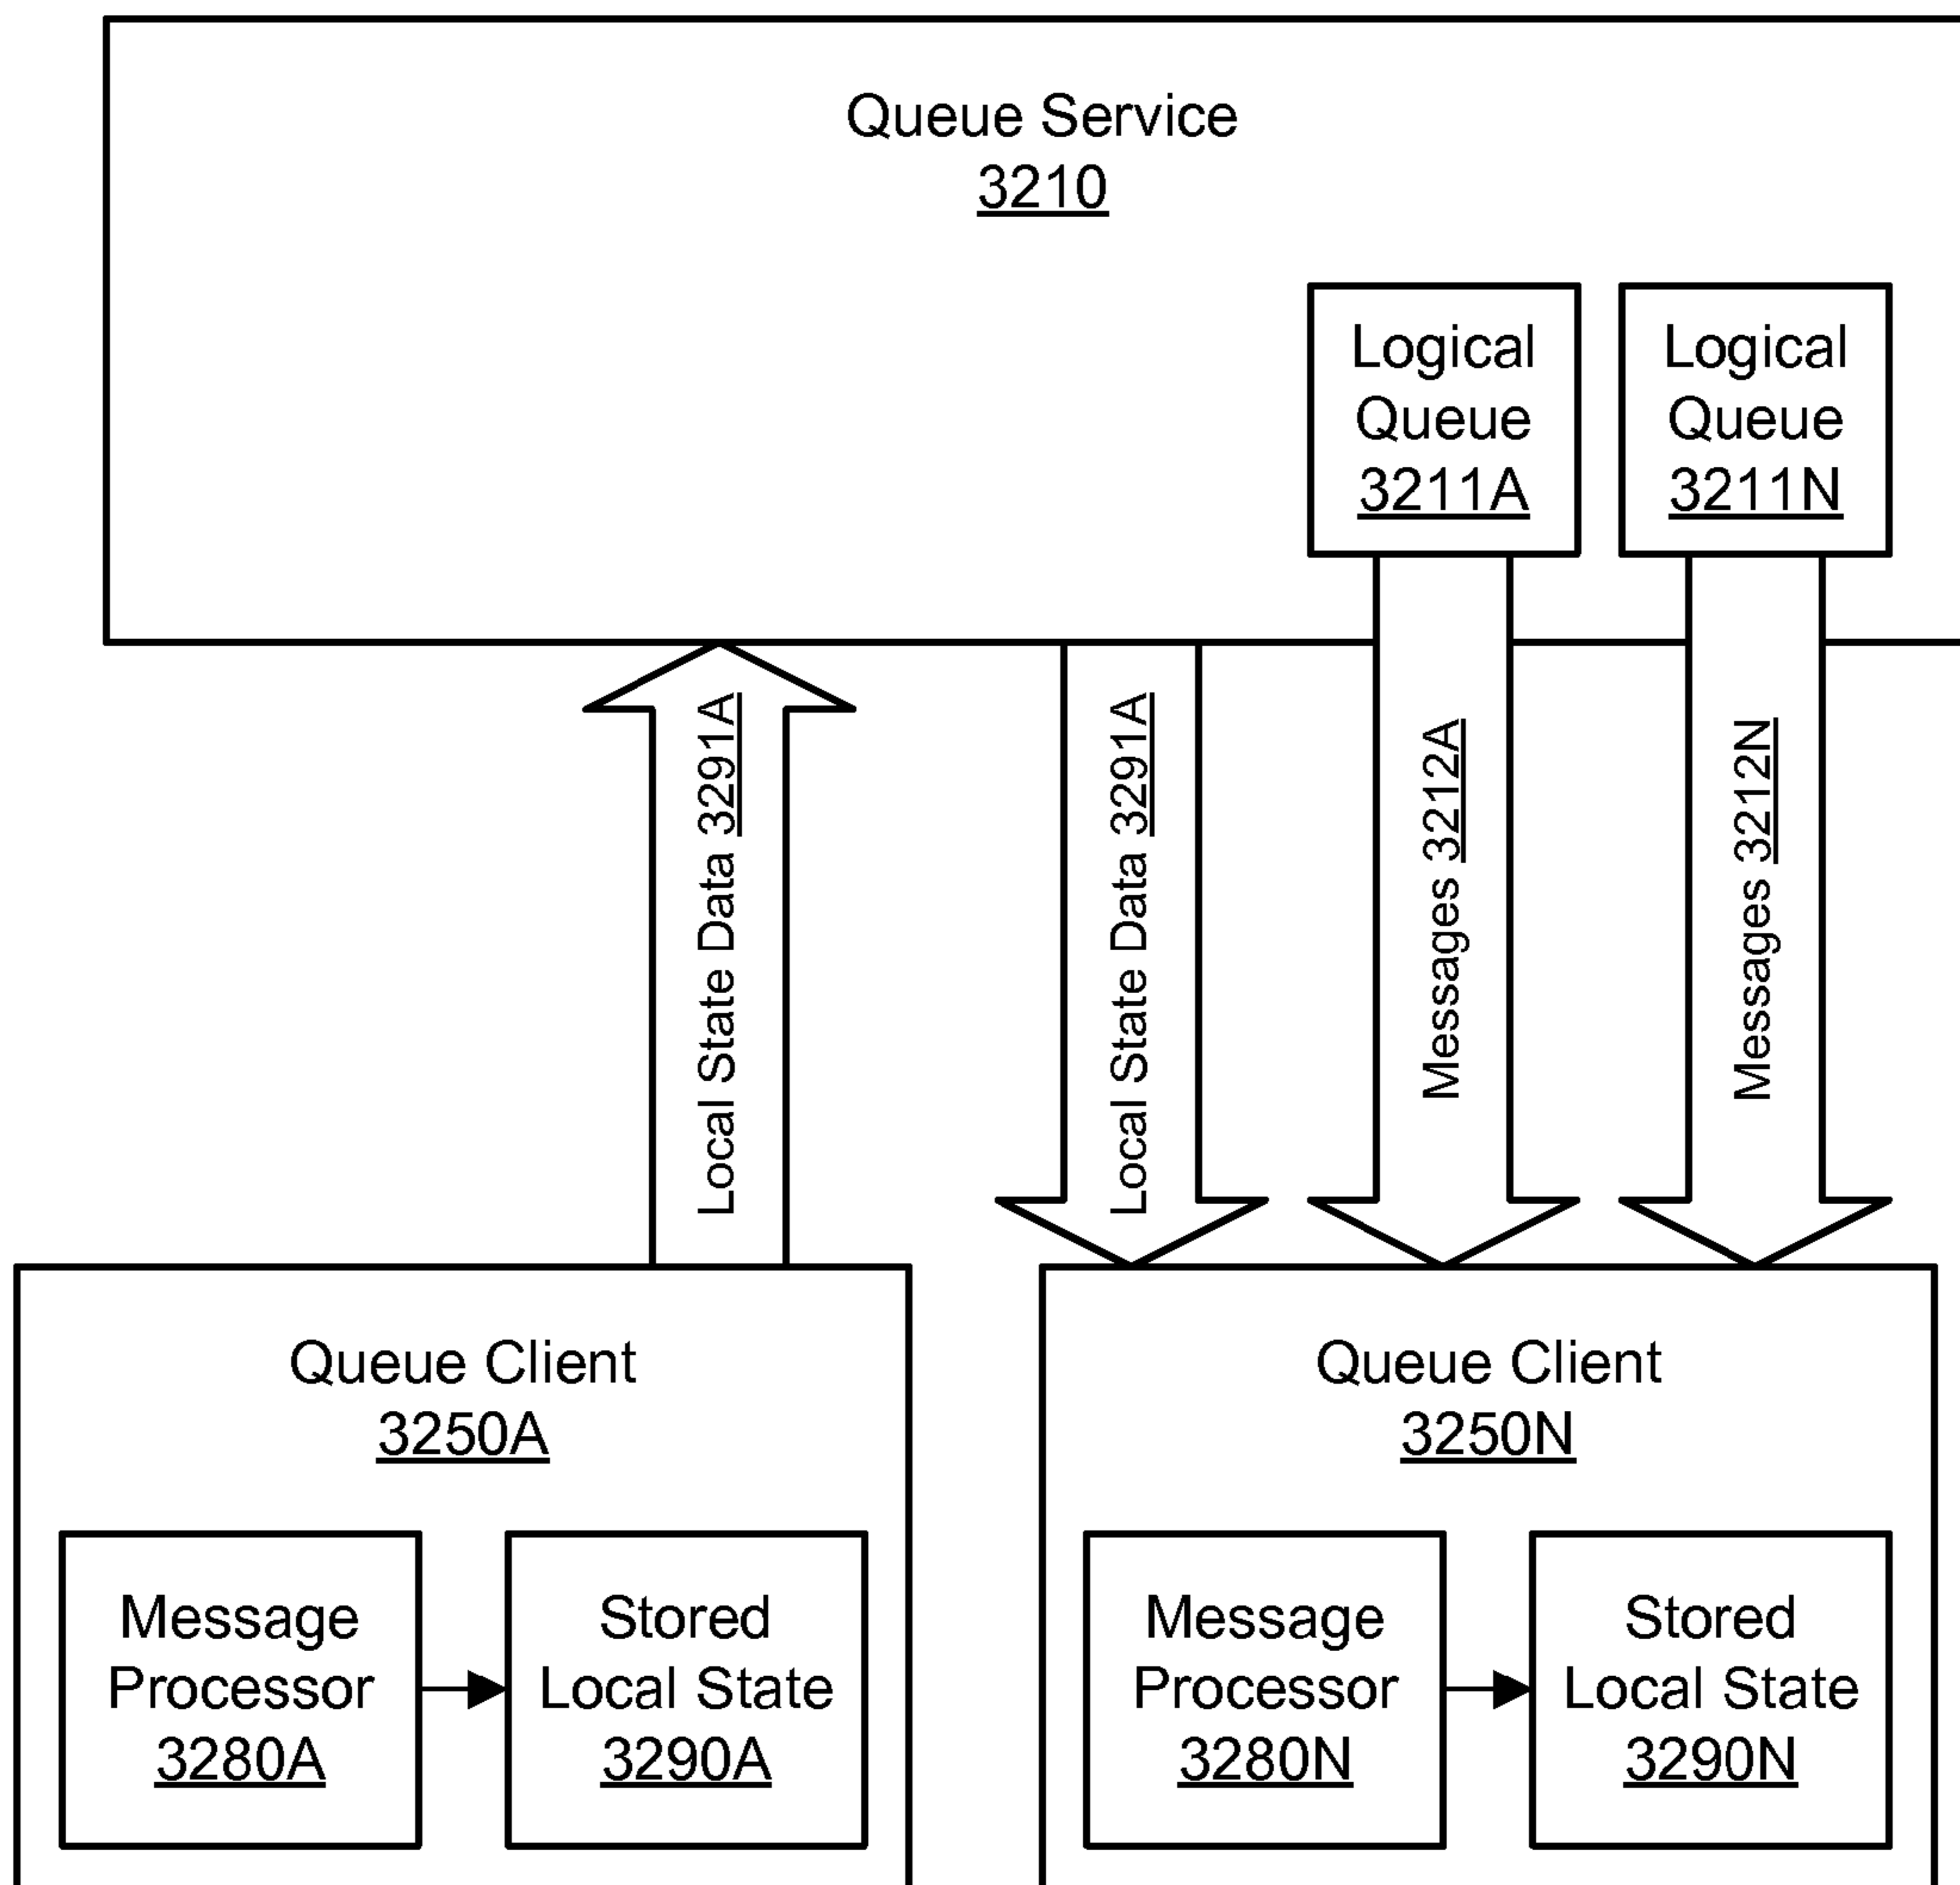 Queue Service
3210
Logical
Queue
3211A
Logical
Queue
3211N
Local State Data 3291A
Local State Data 3291A
Messages 3212A
Messages 3212N
Queue Client
3250A
Message
Processor
3280A
Stored
Local State
3290A
Queue Client
3250N
Message
Processor
3280N
Stored
Local State
3290N